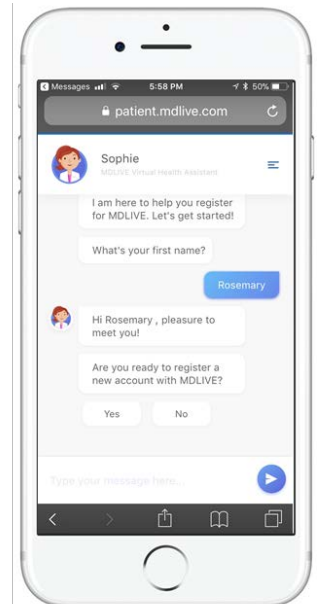 Messages 5:58 PM 50%
patient.mdlive.com
Sophie
MDLIVE Virtual Health Assistant
I am here to help you register
for MDLIVE. Let's get started!
What's your first name?
Rosemary
Hi Rosemary , pleasure to
meet you!
Are you ready to register a
new account with MDLIVE?
Yes No
Type your message here...